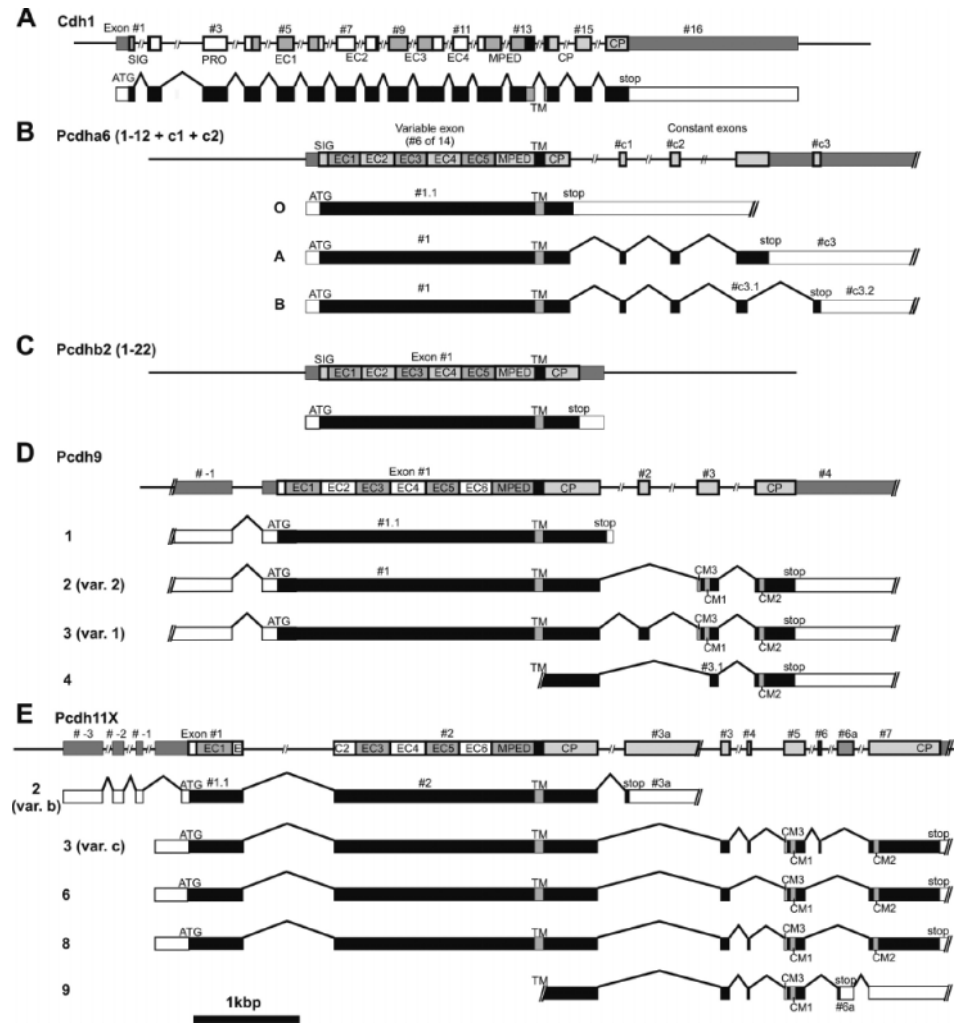 A Cdh1
Exon #1 #3 #5 #7 #9 #11 #13 #15 #16
CP
SIG PRO EC1 EC2 EC3 EC4 MPED CP
ATG stop
TM
B Pcdha6 (1-12 + c1 + c2)
Variable exon
(#6 of 14)
Constant exons
SIG TM #c1 #c2 #c3
EC1 EC2 EC3 EC4 EC5 MPED CP
O ATG #1.1 TM stop
A ATG #1 TM stop #c3
B ATG #1 TM #c3.1 stop #c3.2
C Pcdhb2 (1-22)
SIG Exon #1 TM
EC1 EC2 EC3 EC4 EC5 MPED CP
ATG TM stop
D Pcdh9
# -1 Exon #1 #2 #3 #4
EC1 EC2 EC3 EC4 EC5 EC6 MPED CP CP
1 ATG #1.1 TM stop
2 (var. 2) ATG #1 TM CM3 stop
CM1 CM2
3 (var. 1) ATG #1 TM CM3 stop
CM1 CM2
4 TM #3.1 stop
CM2
E Pcdh11X
# -3 # -2 # -1 Exon #1 #2 #3a #3 #4 #5 #6 #6a #7
EC1 E C2 EC3 EC4 EC5 EC6 MPED CP CP
2
(var. b)
ATG #1.1 #2 TM stop #3a
3 (var. c) ATG TM CM3 stop
CM1 CM2
6 ATG TM CM3 stop
CM1 CM2
8 ATG TM CM3 stop
CM1 CM2
9 TM CM3 stop
CM1 #6a
1kbp